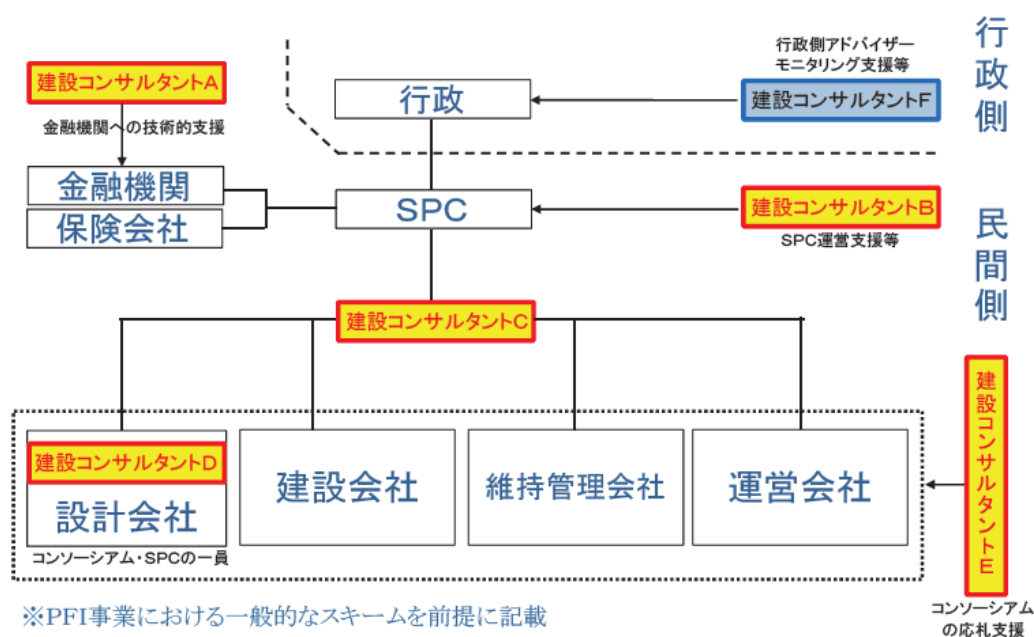 行政側アドバイザー
モニタリング支援等
行政側
建設コンサルタントA
行政
建設コンサルタントF
金融機関への技術的支援
金融機関
保険会社
SPC
建設コンサルタントB
SPC運営支援等
民間側
建設コンサルタントC
建設コンサルタントD
設計会社
コンソーシアム・SPCの一員
建設会社
維持管理会社
運営会社
建設コンサルタントE
コンソーシアム
の応札支援
※PFI事業における一般的なスキームを前提に記載